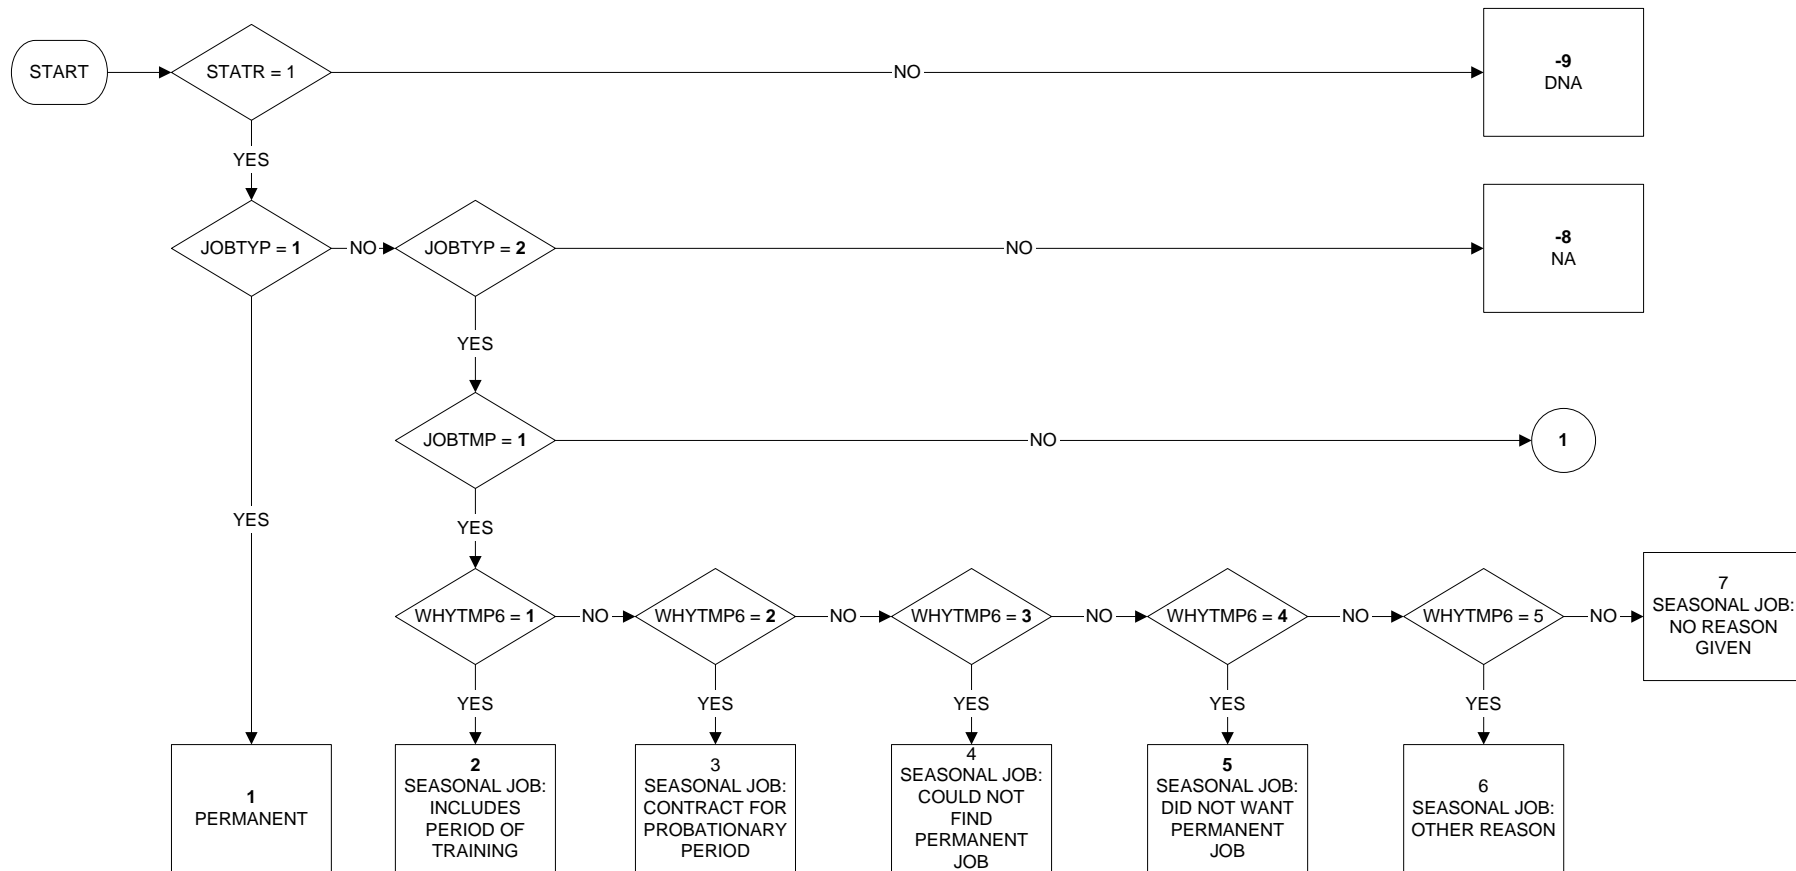 START
STATR = 1
NO
-9
DNA
YES
JOBTYP = 1
NO
JOBTYP = 2
NO
-8
NA
YES
JOBTMP = 1
NO
1
YES
YES
WHYTMP6 = 1
NO
WHYTMP6 = 2
NO
WHYTMP6 = 3
NO
WHYTMP6 = 4
NO
WHYTMP6 = 5
NO
7
SEASONAL JOB:
NO REASON
GIVEN
YES
YES
YES
YES
YES
1
PERMANENT
2
SEASONAL JOB:
INCLUDES
PERIOD OF
TRAINING
3
SEASONAL JOB:
CONTRACT FOR
PROBATIONARY
PERIOD
4
SEASONAL JOB:
COULD NOT
FIND
PERMANENT
JOB
5
SEASONAL JOB:
DID NOT WANT
PERMANENT
JOB
6
SEASONAL JOB:
OTHER REASON